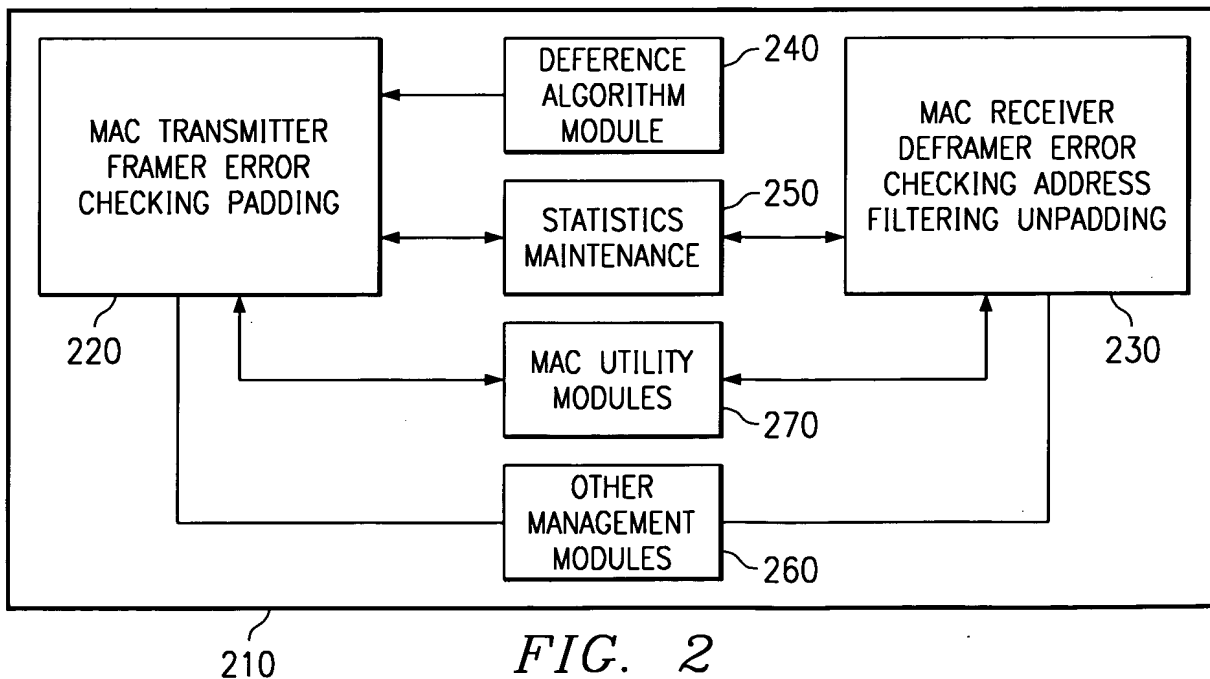 MAC TRANSMITTER
FRAMER ERROR
CHECKING PADDING
220
DEFERENCE
ALGORITHM
MODULE
240
STATISTICS
MAINTENANCE
250
MAC UTILITY
MODULES
270
OTHER
MANAGEMENT
MODULES
260
MAC RECEIVER
DEFRAMER ERROR
CHECKING ADDRESS
FILTERING UNPADDING
230
210
FIG. 2